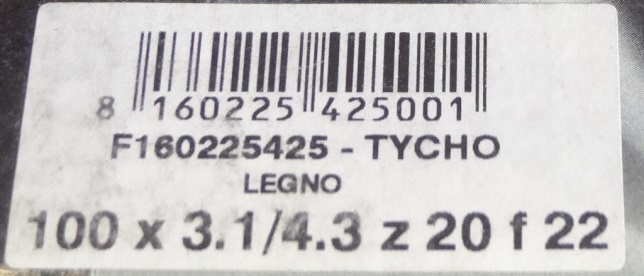 8 160225 425001
F160225425 - TYCHO
LEGNO
100 x 3.1/4.3 z 20 f 22